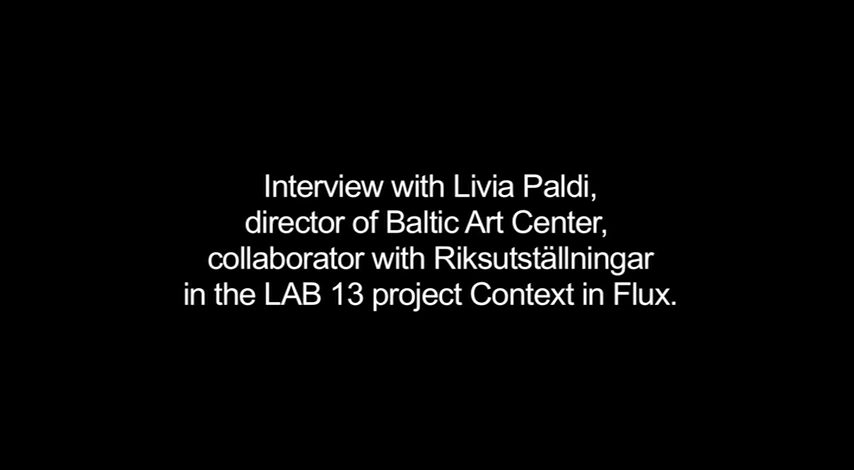 Interview with Livia Paldi,
director of Baltic Art Center,
collaborator with Riksutställningar
in the LAB 13 project Context in Flux.